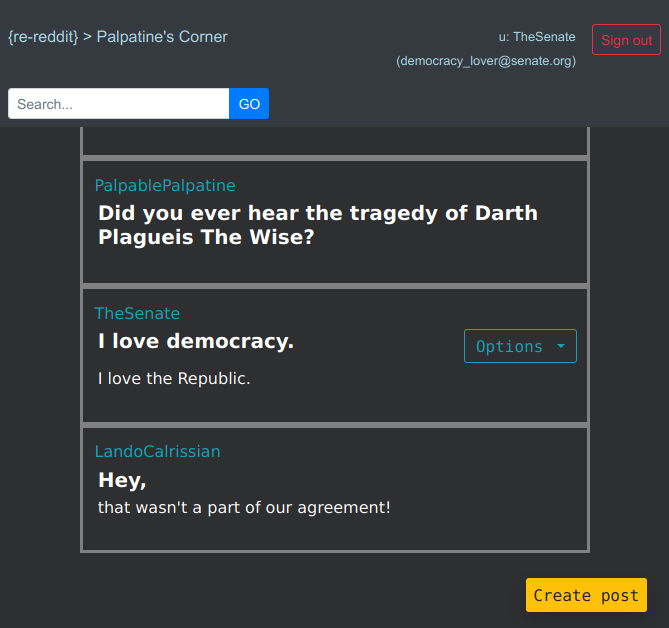 {re-reddit} > Palpatine's Corner
u: TheSenate
(democracy_lover@senate.org)
Sign out
Search...
GO
PalpablePalpatine
Did you ever hear the tragedy of Darth
Plagueis The Wise?
TheSenate
I love democracy.
Options
I love the Republic.
LandoCalrissian
Hey,
that wasn't a part of our agreement!
Create post